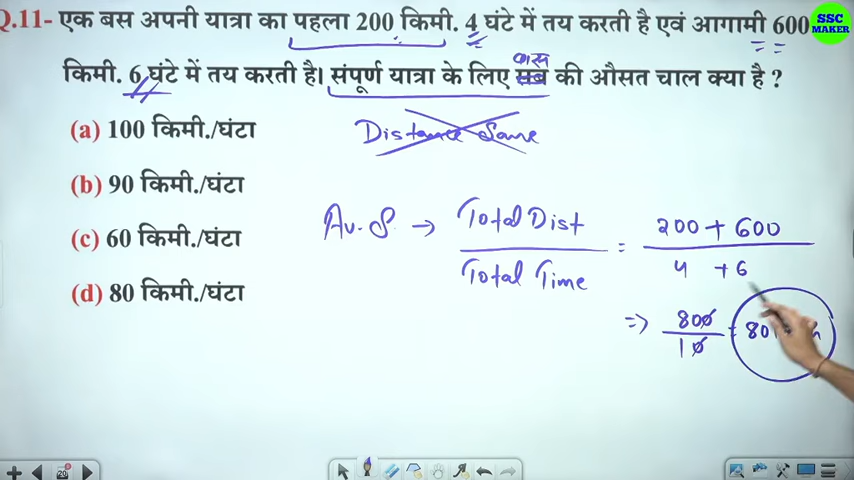 Q.11- एक बस अपनी यात्रा का पहला 200 किमी. 4 घंटे में तय करती है एवं आगामी 600
SSC MAKER
बस
किमी. 6 घंटे में तय करती है। संपूर्ण यात्रा के लिए सब की औसत चाल क्या है ?
(a) 100 किमी./घंटा
Distance Same
(b) 90 किमी./घंटा
Av. S. → Total Dist / Total Time = 200 + 600 / 4 + 6
(c) 60 किमी./घंटा
(d) 80 किमी./घंटा
⇒ 800 / 10 = 80